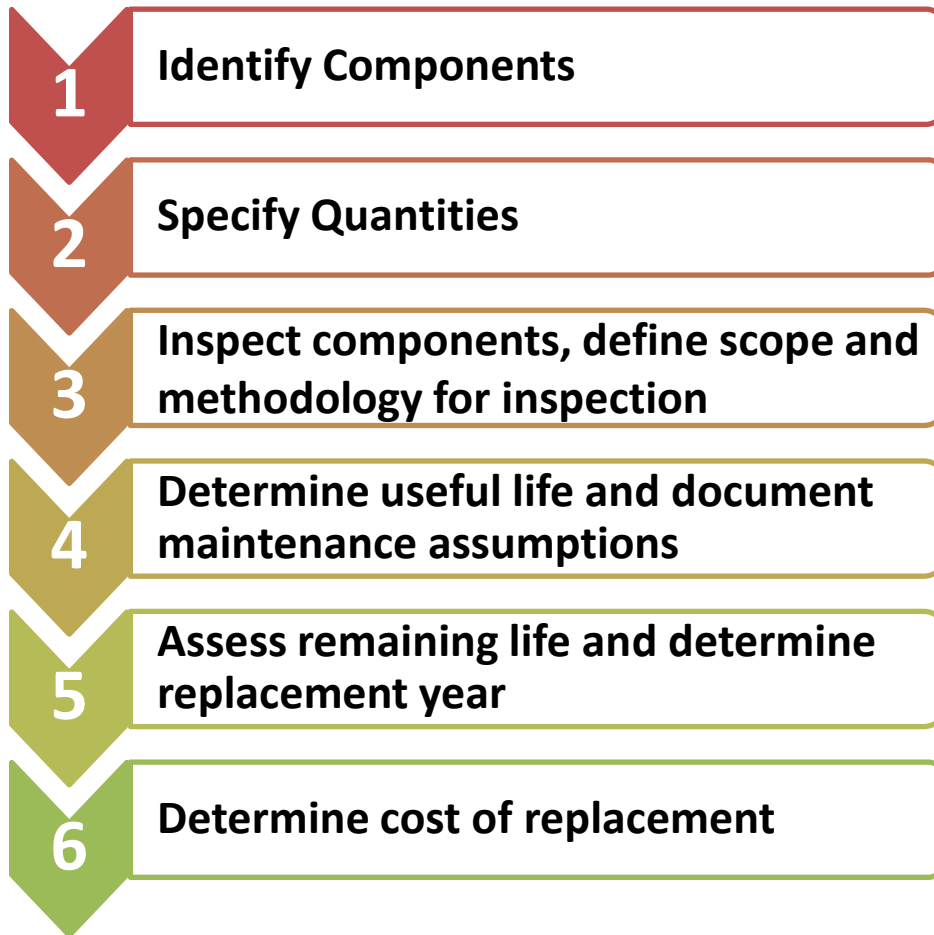 1
Identify Components
2
Specify Quantities
3
Inspect components, define scope and
methodology for inspection
4
Determine useful life and document
maintenance assumptions
5
Assess remaining life and determine
replacement year
6
Determine cost of replacement